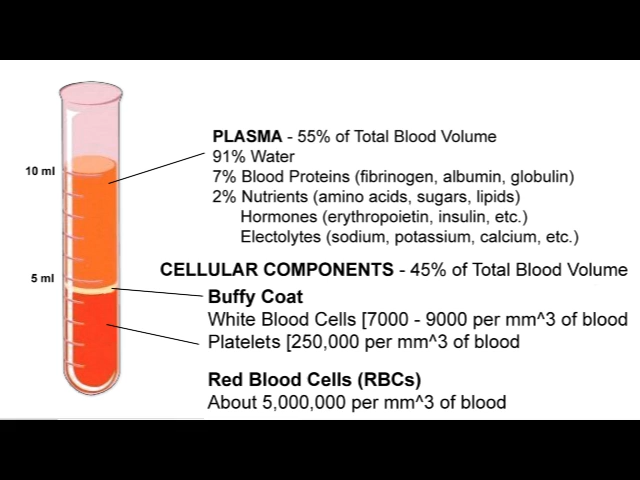 PLASMA - 55% of Total Blood Volume
91% Water
10 ml
7% Blood Proteins (fibrinogen, albumin, globulin)
2% Nutrients (amino acids, sugars, lipids)
Hormones (erythropoietin, insulin, etc.)
Electolytes (sodium, potassium, calcium, etc.)
CELLULAR COMPONENTS - 45% of Total Blood Volume
5 ml
Buffy Coat
White Blood Cells [7000 - 9000 per mm^3 of blood
Platelets [250,000 per mm^3 of blood
Red Blood Cells (RBCs)
About 5,000,000 per mm^3 of blood